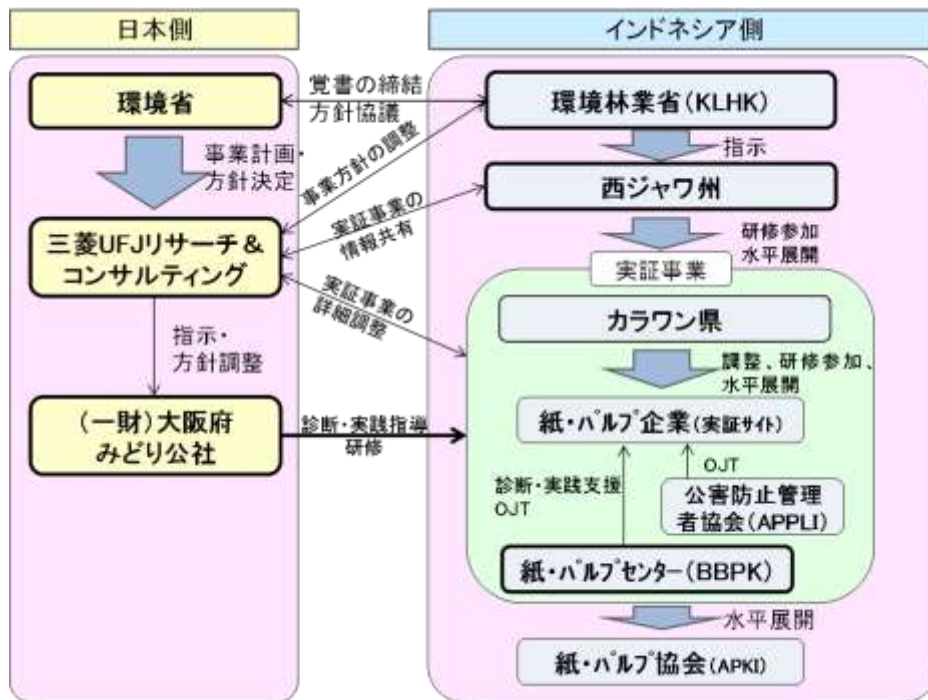 日本側
インドネシア側
環境省
覚書の締結
方針協議
環境林業省(KLHK)
事業計画・
方針決定
事業方針の調整
指示
西ジャワ州
実証事業の
情報共有
研修参加
水平展開
三菱UFJリサーチ&
コンサルティング
実証事業
実証事業の
詳細調整
カラワン県
指示・
方針調整
調整、研修参加、
水平展開
(一財)大阪府
みどり公社
診断・実践指導
研修
紙・パルプ企業(実証サイト)
診断・実践支援
OJT
OJT
公害防止管理
者協会(APPLI)
紙・パルプセンター(BBPK)
水平展開
紙・パルプ協会(APKI)